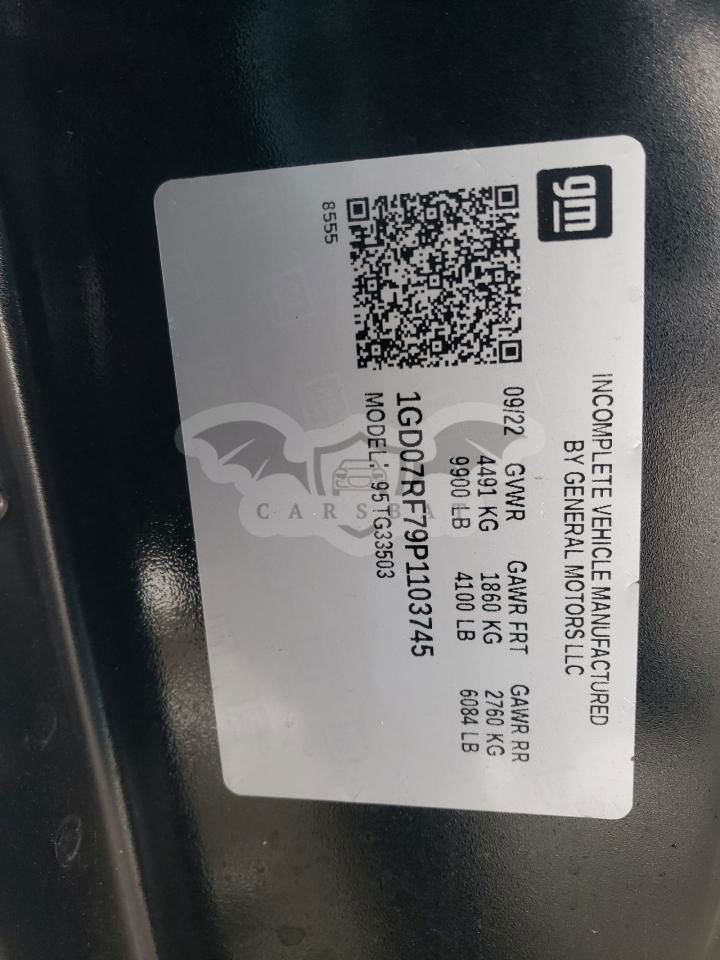 gm
INCOMPLETE VEHICLE MANUFACTURED
BY GENERAL MOTORS LLC
09/22 GVWR GAWR FRT GAWR RR
4491 KG 1860 KG 2760 KG
9900 LB 4100 LB 6084 LB
1GD07RF79P1103745
MODEL: 95TG33503
8555
CARSBAT